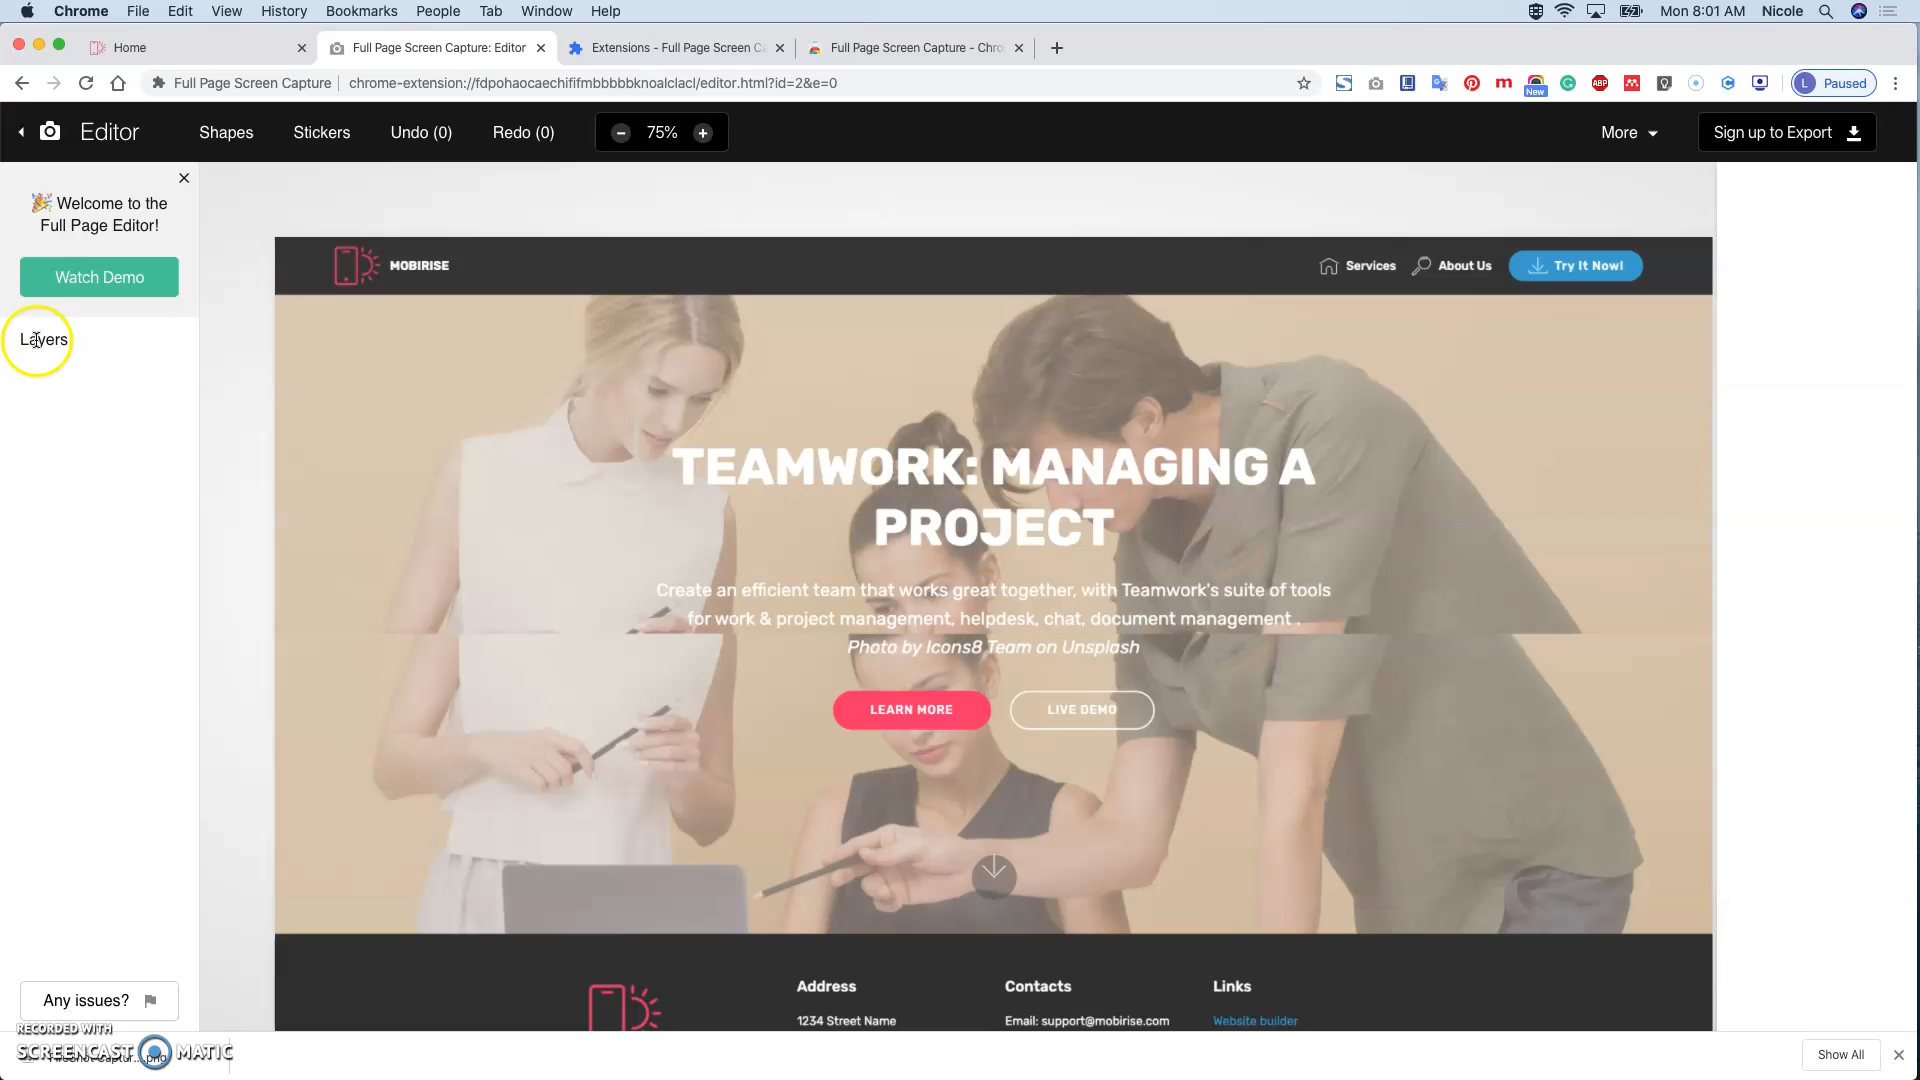 Chrome File Edit View History Bookmarks People Tab Window Help Mon 8:01 AM Nicole
Home Full Page Screen Capture: Editor Extensions - Full Page Screen Ca Full Page Screen Capture - Chro
Full Page Screen Capture chrome-extension://fdpohaocaechififmbbbbbknoalclacl/editor.html?id=2&e=0 New ABP L Paused
Editor Shapes Stickers Undo (0) Redo (0) 75% More Sign up to Export
Welcome to the
Full Page Editor!
Watch Demo
Layers
MOBIRISE Services About Us Try It Now!
TEAMWORK: MANAGING A
PROJECT
Create an efficient team that works great together, with Teamwork's suite of tools
for work & project management, helpdesk, chat, document management .
Photo by Icons8 Team on Unsplash
LEARN MORE LIVE DEMO
Address Contacts Links
1234 Street Name Email: support@mobirise.com Website builder
Any issues?
RECORDED WITH
SCREENCAST MATIC
Show All